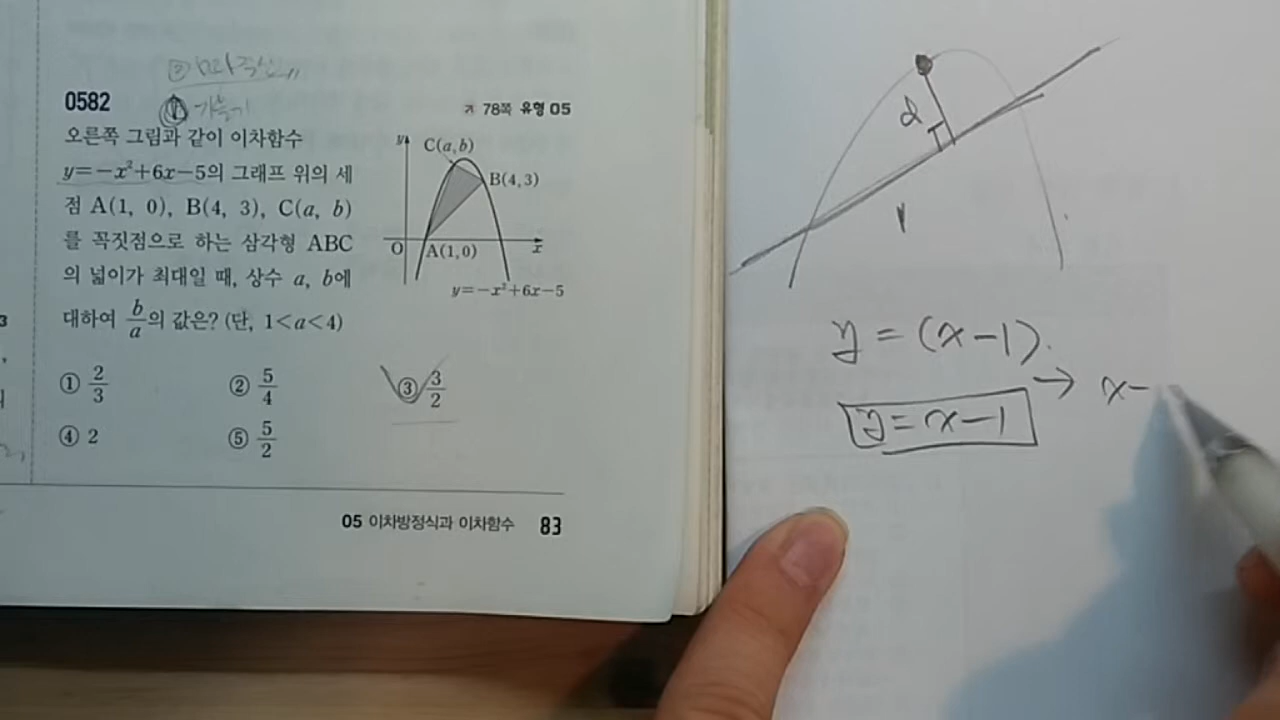 0582
78쪽 유형 05
오른쪽 그림과 같이 이차함수
y=−x²+6x−5의 그래프 위의 세
점 A(1, 0), B(4, 3), C(a, b)
를 꼭짓점으로 하는 삼각형 ABC
의 넓이가 최대일 때, 상수 a, b에
대하여 b/a의 값은? (단, 1<a<4)
y
C(a, b)
B(4, 3)
O
A(1, 0)
x
y=−x²+6x−5
① 2/3
② 5/4
③ 3/2
④ 2
⑤ 5/2
05 이차방정식과 이차함수 83
d
y = (x−1)
y = x−1 → x−